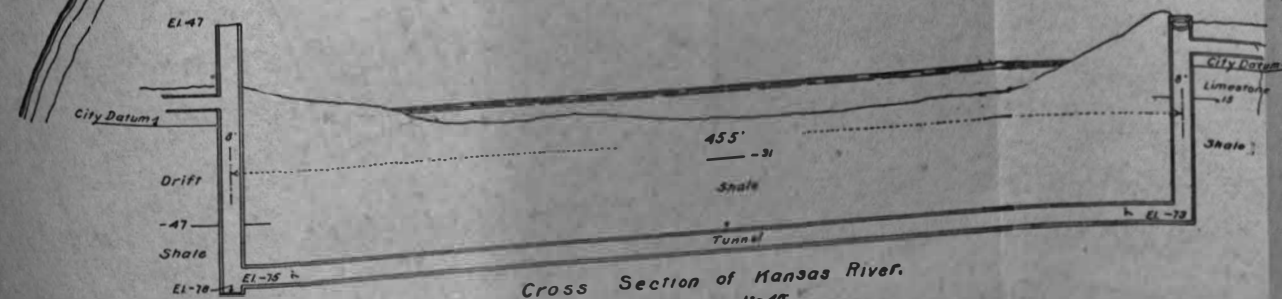 El-47
City Datum
8'
Drift
-47
Shale
El-78
El-75
455'
-31
Shale
Tunnel
City Datum
Limestone
-15
8'
Shale
El-73
Cross Section of Kansas River.